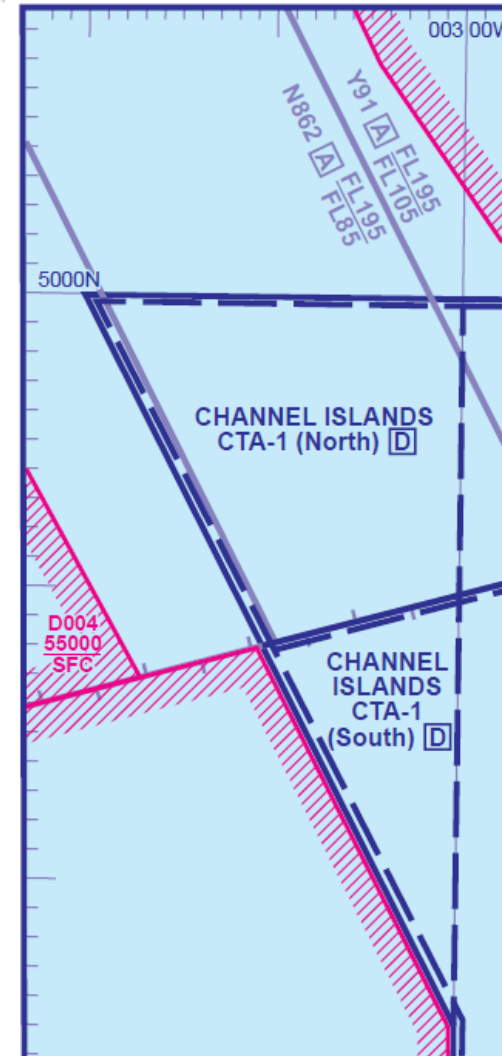 003 00W
Y91 A FL195
FL105
N862 A FL195
FL85
5000N
CHANNEL ISLANDS
CTA-1 (North) D
D004
55000
SFC
CHANNEL
ISLANDS
CTA-1
(South) D